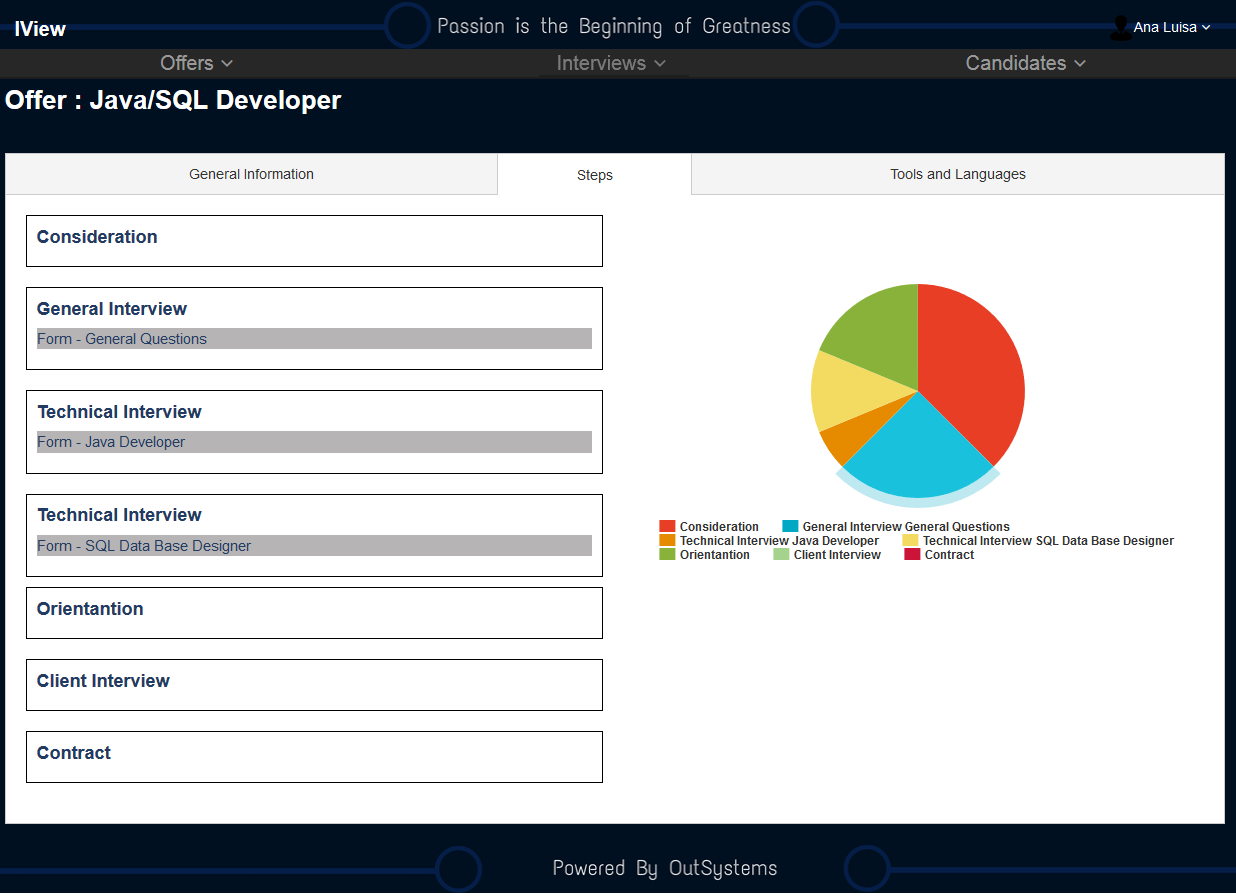 IView
Passion is the Beginning of Greatness
Ana Luisa
Offers
Interviews
Candidates
Offer : Java/SQL Developer
General Information
Steps
Tools and Languages
Consideration
General Interview
Form - General Questions
Technical Interview
Form - Java Developer
Technical Interview
Form - SQL Data Base Designer
Orientantion
Client Interview
Contract
Consideration
General Interview General Questions
Technical Interview Java Developer
Technical Interview SQL Data Base Designer
Orientantion
Client Interview
Contract
Powered By OutSystems